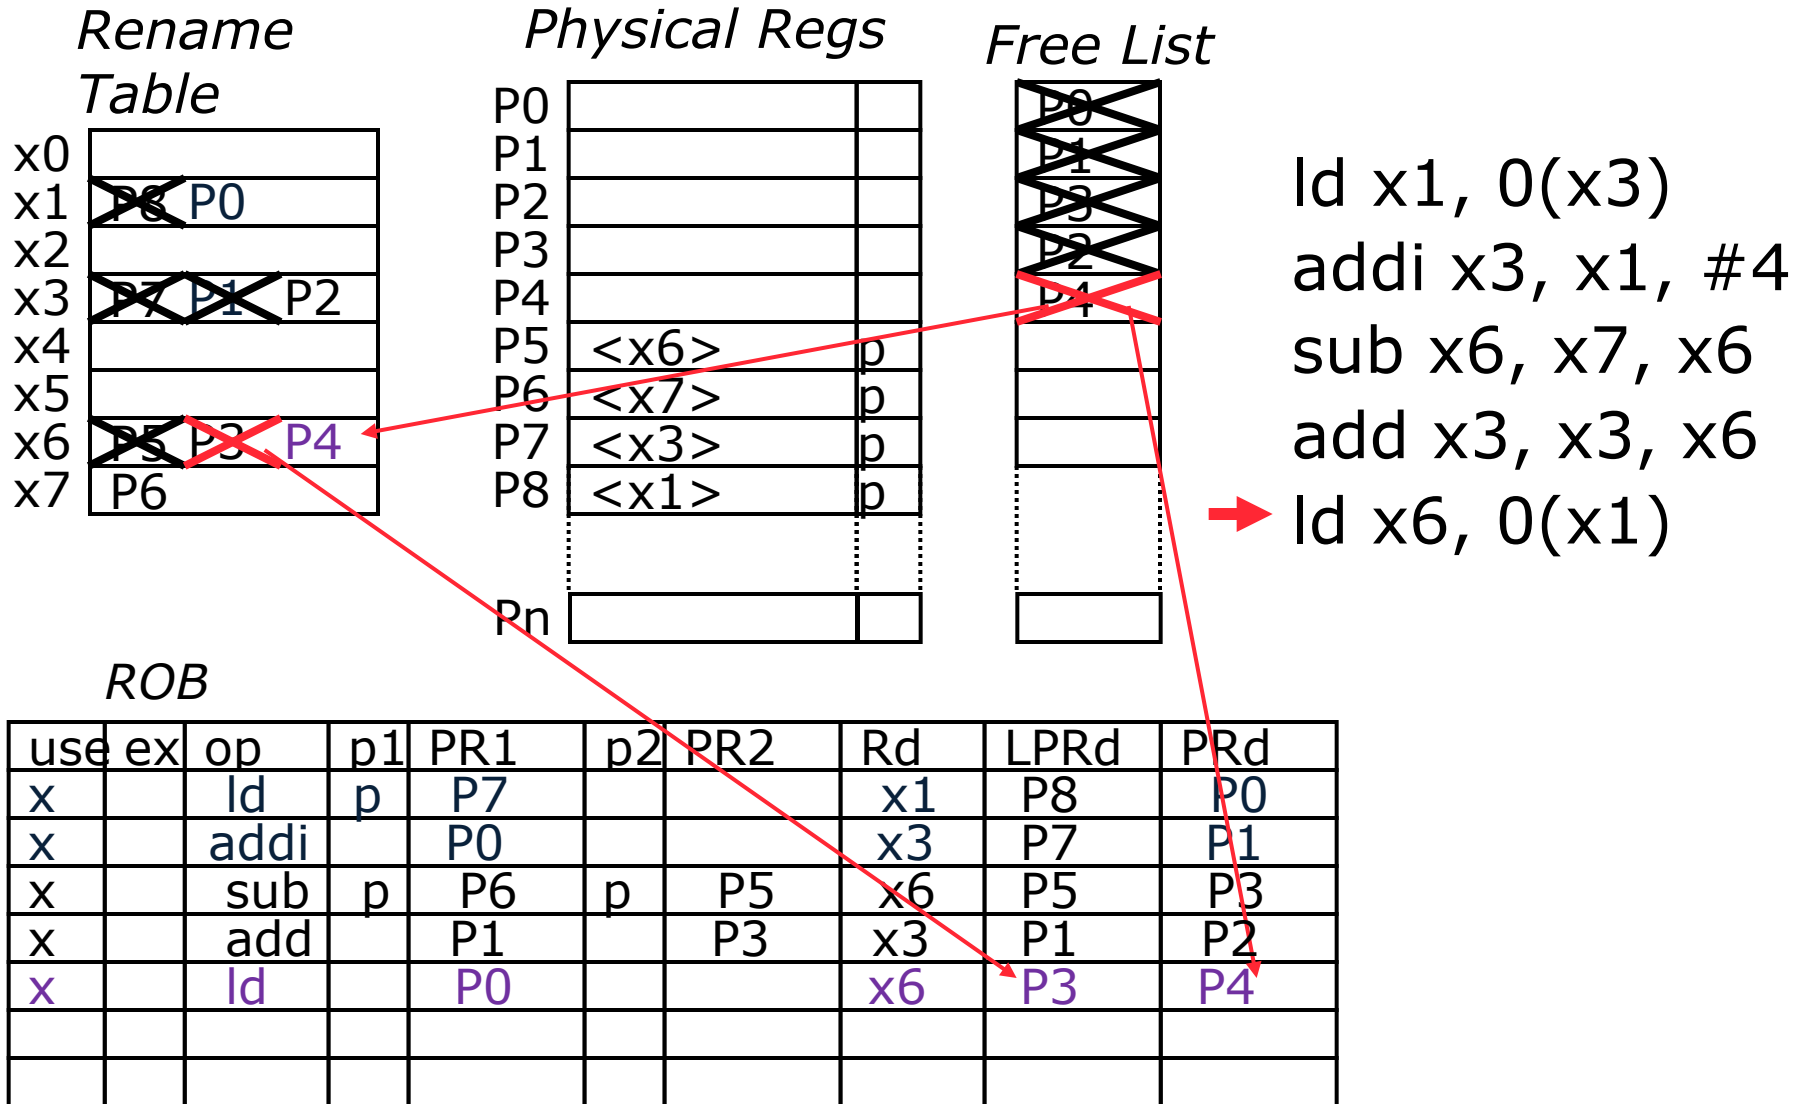 Rename
Table
x0
x1 P8 P0
x2
x3 P7 P1 P2
x4
x5
x6 P5 P3 P4
x7 P6
Physical Regs
P0
P1
P2
P3
P4
P5 <x6> p
P6 <x7> p
P7 <x3> p
P8 <x1> p
Pn
Free List
P0
P1
P3
P2
P4
ld x1, 0(x3)
addi x3, x1, #4
sub x6, x7, x6
add x3, x3, x6
ld x6, 0(x1)
ROB
use ex op p1 PR1 p2 PR2 Rd LPRd PRd
x ld p P7 x1 P8 P0
x addi P0 x3 P7 P1
x sub p P6 p P5 x6 P5 P3
x add P1 P3 x3 P1 P2
x ld P0 x6 P3 P4